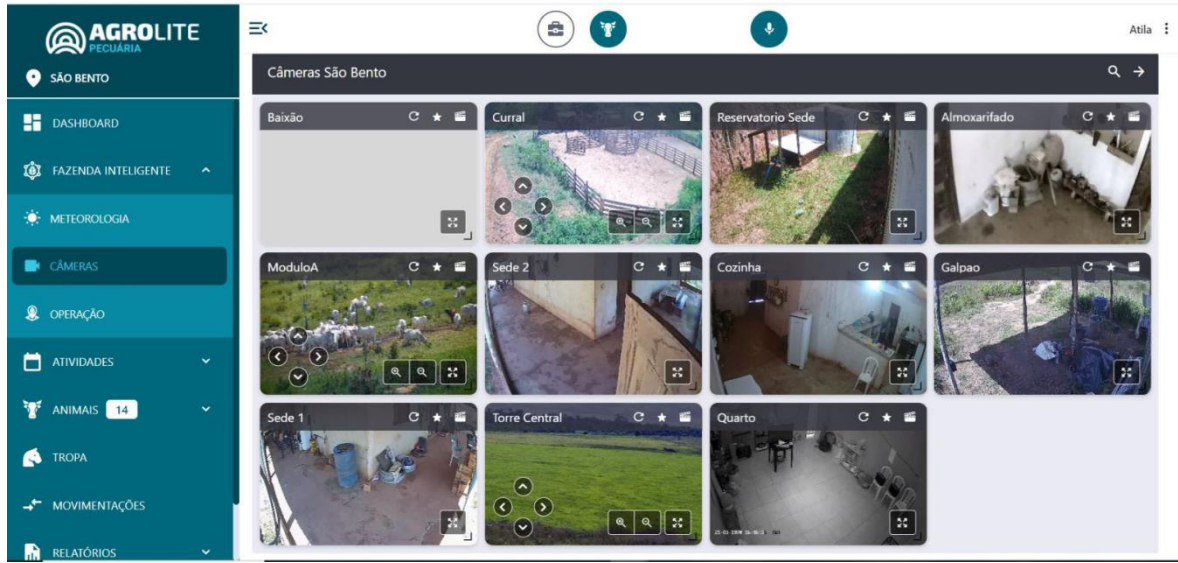 AGROLITE
PECUÁRIA
Atila
SÃO BENTO
Câmeras São Bento
DASHBOARD
FAZENDA INTELIGENTE
METEOROLOGIA
CÂMERAS
OPERAÇÃO
ATIVIDADES
ANIMAIS 14
TROPA
MOVIMENTAÇÕES
RELATÓRIOS
Baixão
Curral
Reservatorio Sede
Almoxarifado
ModuloA
Sede 2
Cozinha
Galpao
Sede 1
Torre Central
Quarto